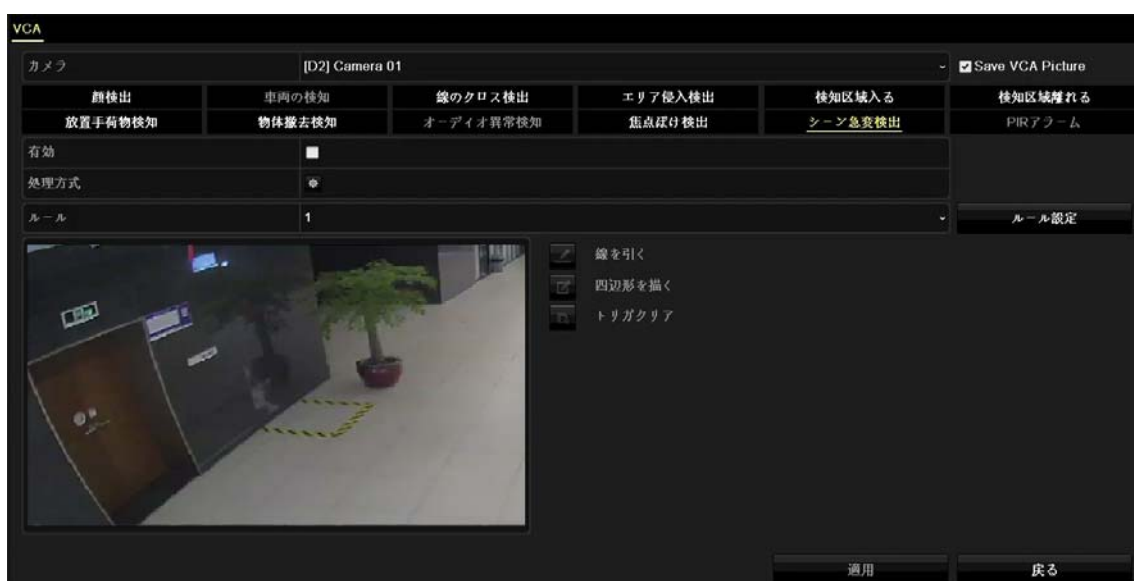 VCA
カメラ [D2] Camera 01 Save VCA Picture
顔検出 車両の検知 線のクロス検出 エリア侵入検出 検知区域入る 検知区域離れる
放置手荷物検知 物体撤去検知 オーディオ異常検知 焦点ぼけ検出 シーン急変検出 PIRアラーム
有効
処理方式
ルール 1 ルール設定
線を引く
四辺形を描く
トリガクリア
適用 戻る